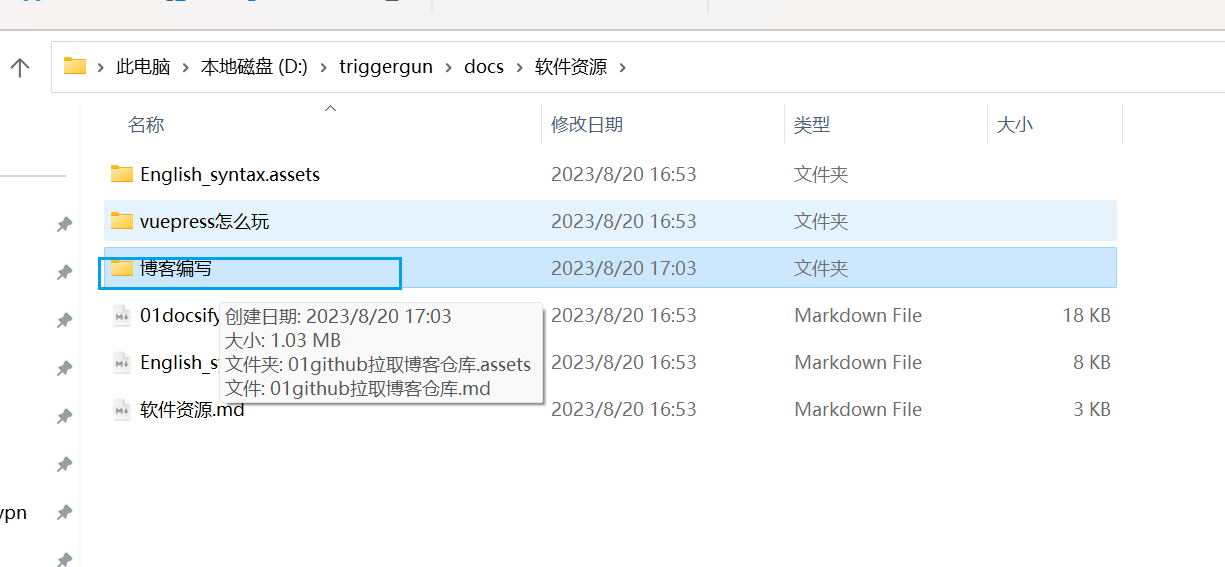 此电脑 > 本地磁盘 (D:) > triggergun > docs > 软件资源 >
名称 修改日期 类型 大小
English_syntax.assets 2023/8/20 16:53 文件夹
vuepress怎么玩 2023/8/20 16:53 文件夹
博客编写 2023/8/20 17:03 文件夹
01docsify 2023/8/20 16:53 Markdown File 18 KB
创建日期: 2023/8/20 17:03
大小: 1.03 MB
English_s 2023/8/20 16:53 Markdown File 8 KB
文件夹: 01github拉取博客仓库.assets
文件: 01github拉取博客仓库.md
软件资源.md 2023/8/20 16:53 Markdown File 3 KB
vpn